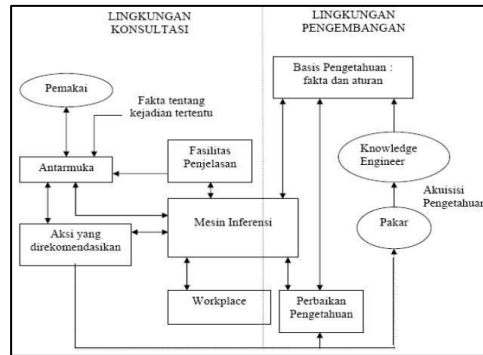 LINGKUNGAN
KONSULTASI
LINGKUNGAN
PENGEMBANGAN
Pemakai
Fakta tentang
kejadian tertentu
Basis Pengetahuan :
fakta dan aturan
Antarmuka
Fasilitas
Penjelasan
Knowledge
Engineer
Akuisisi
Pengetahuan
Aksi yang
direkomendasikan
Mesin Inferensi
Pakar
Workplace
Perbaikan
Pengetahuan